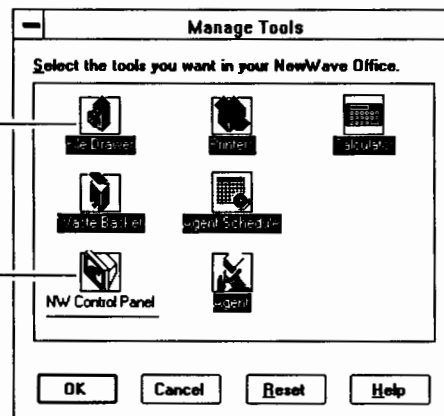 Manage Tools
Select the tools you want in your NewWave Office.
File Drawer Printers Calculator
Waste Basket Agent Schedule
NW Control Panel Agent
OK Cancel Reset Help